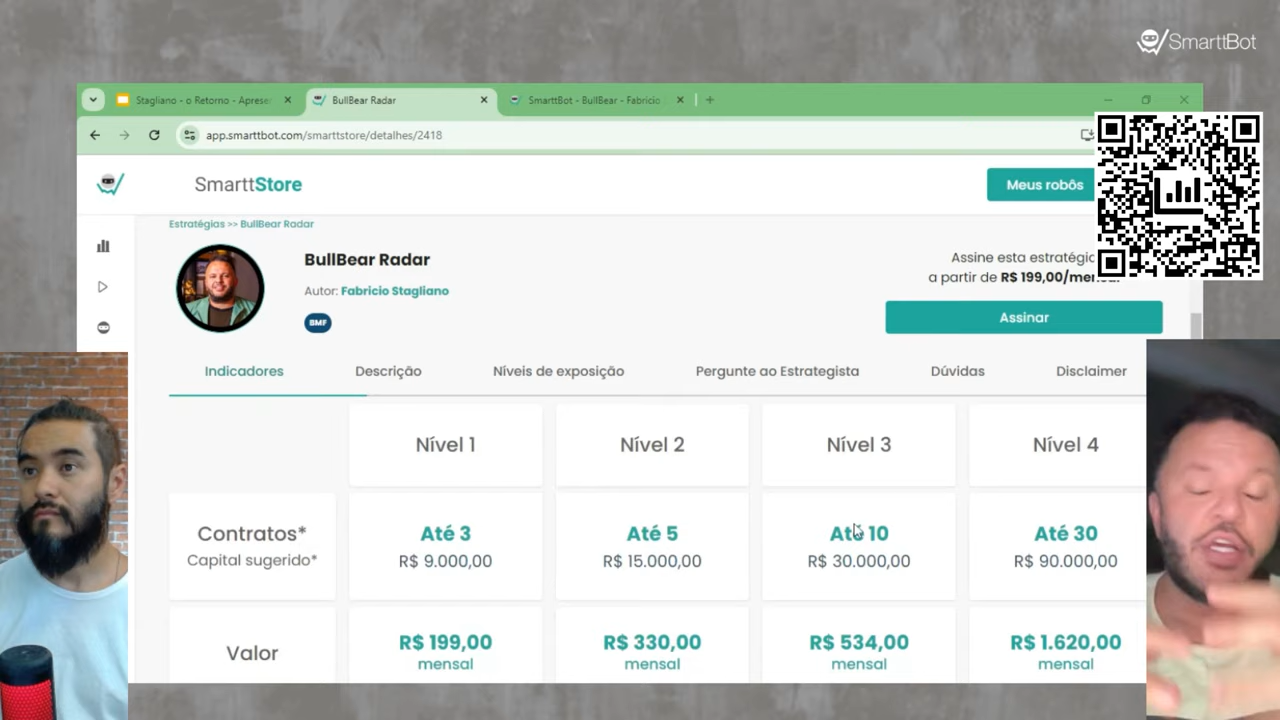 SmarttBot
Stagliano - o Retorno - Aprese
BullBear Radar
SmarttBot - BullBear - Fabricio
app.smarttbot.com/smarttstore/detalhes/2418
SmarttStore
Meus robôs
Estratégias >> BullBear Radar
BullBear Radar
Autor: Fabricio Stagliano
BMF
Assine esta estratégi
a partir de R$ 199,00/mensal
Assinar
Indicadores
Descrição
Níveis de exposição
Pergunte ao Estrategista
Dúvidas
Disclaimer
Nível 1
Nível 2
Nível 3
Nível 4
Contratos*
Capital sugerido*
Até 3
R$ 9.000,00
Até 5
R$ 15.000,00
Até 10
R$ 30.000,00
Até 30
R$ 90.000,00
Valor
R$ 199,00
mensal
R$ 330,00
mensal
R$ 534,00
mensal
R$ 1.620,00
mensal